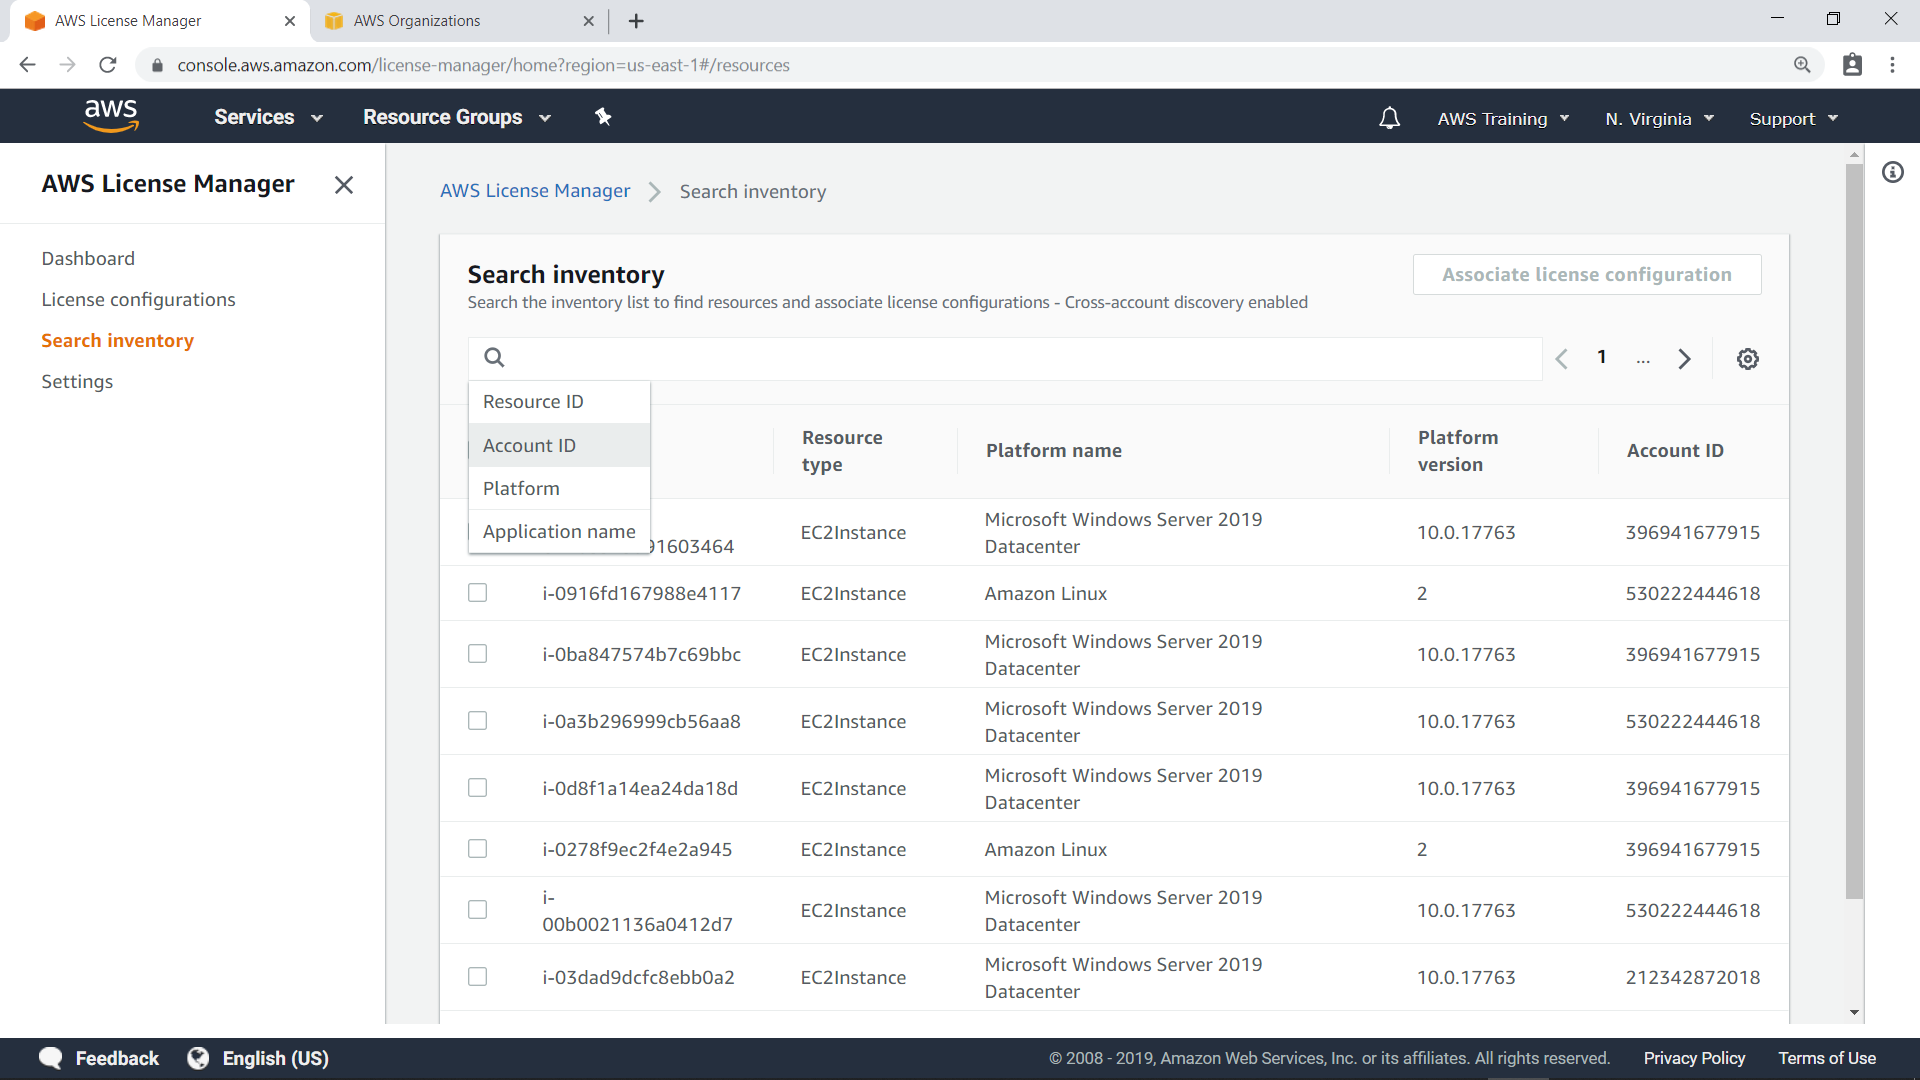 AWS License Manager
AWS Organizations
console.aws.amazon.com/license-manager/home?region=us-east-1#/resources
aws
Services
Resource Groups
AWS Training
N. Virginia
Support
AWS License Manager
Dashboard
License configurations
Search inventory
Settings
AWS License Manager
Search inventory
Search inventory
Search the inventory list to find resources and associate license configurations - Cross-account discovery enabled
Associate license configuration
1
...
Resource ID
Account ID
Platform
Application name
Resource
type
Platform name
Platform
version
Account ID
91603464
EC2Instance
Microsoft Windows Server 2019
Datacenter
10.0.17763
396941677915
i-0916fd167988e4117
EC2Instance
Amazon Linux
2
530222444618
i-0ba847574b7c69bbc
EC2Instance
Microsoft Windows Server 2019
Datacenter
10.0.17763
396941677915
i-0a3b296999cb56aa8
EC2Instance
Microsoft Windows Server 2019
Datacenter
10.0.17763
530222444618
i-0d8f1a14ea24da18d
EC2Instance
Microsoft Windows Server 2019
Datacenter
10.0.17763
396941677915
i-0278f9ec2f4e2a945
EC2Instance
Amazon Linux
2
396941677915
i-
00b0021136a0412d7
EC2Instance
Microsoft Windows Server 2019
Datacenter
10.0.17763
530222444618
i-03dad9dcfc8ebb0a2
EC2Instance
Microsoft Windows Server 2019
Datacenter
10.0.17763
212342872018
Feedback
English (US)
© 2008 - 2019, Amazon Web Services, Inc. or its affiliates. All rights reserved.
Privacy Policy
Terms of Use